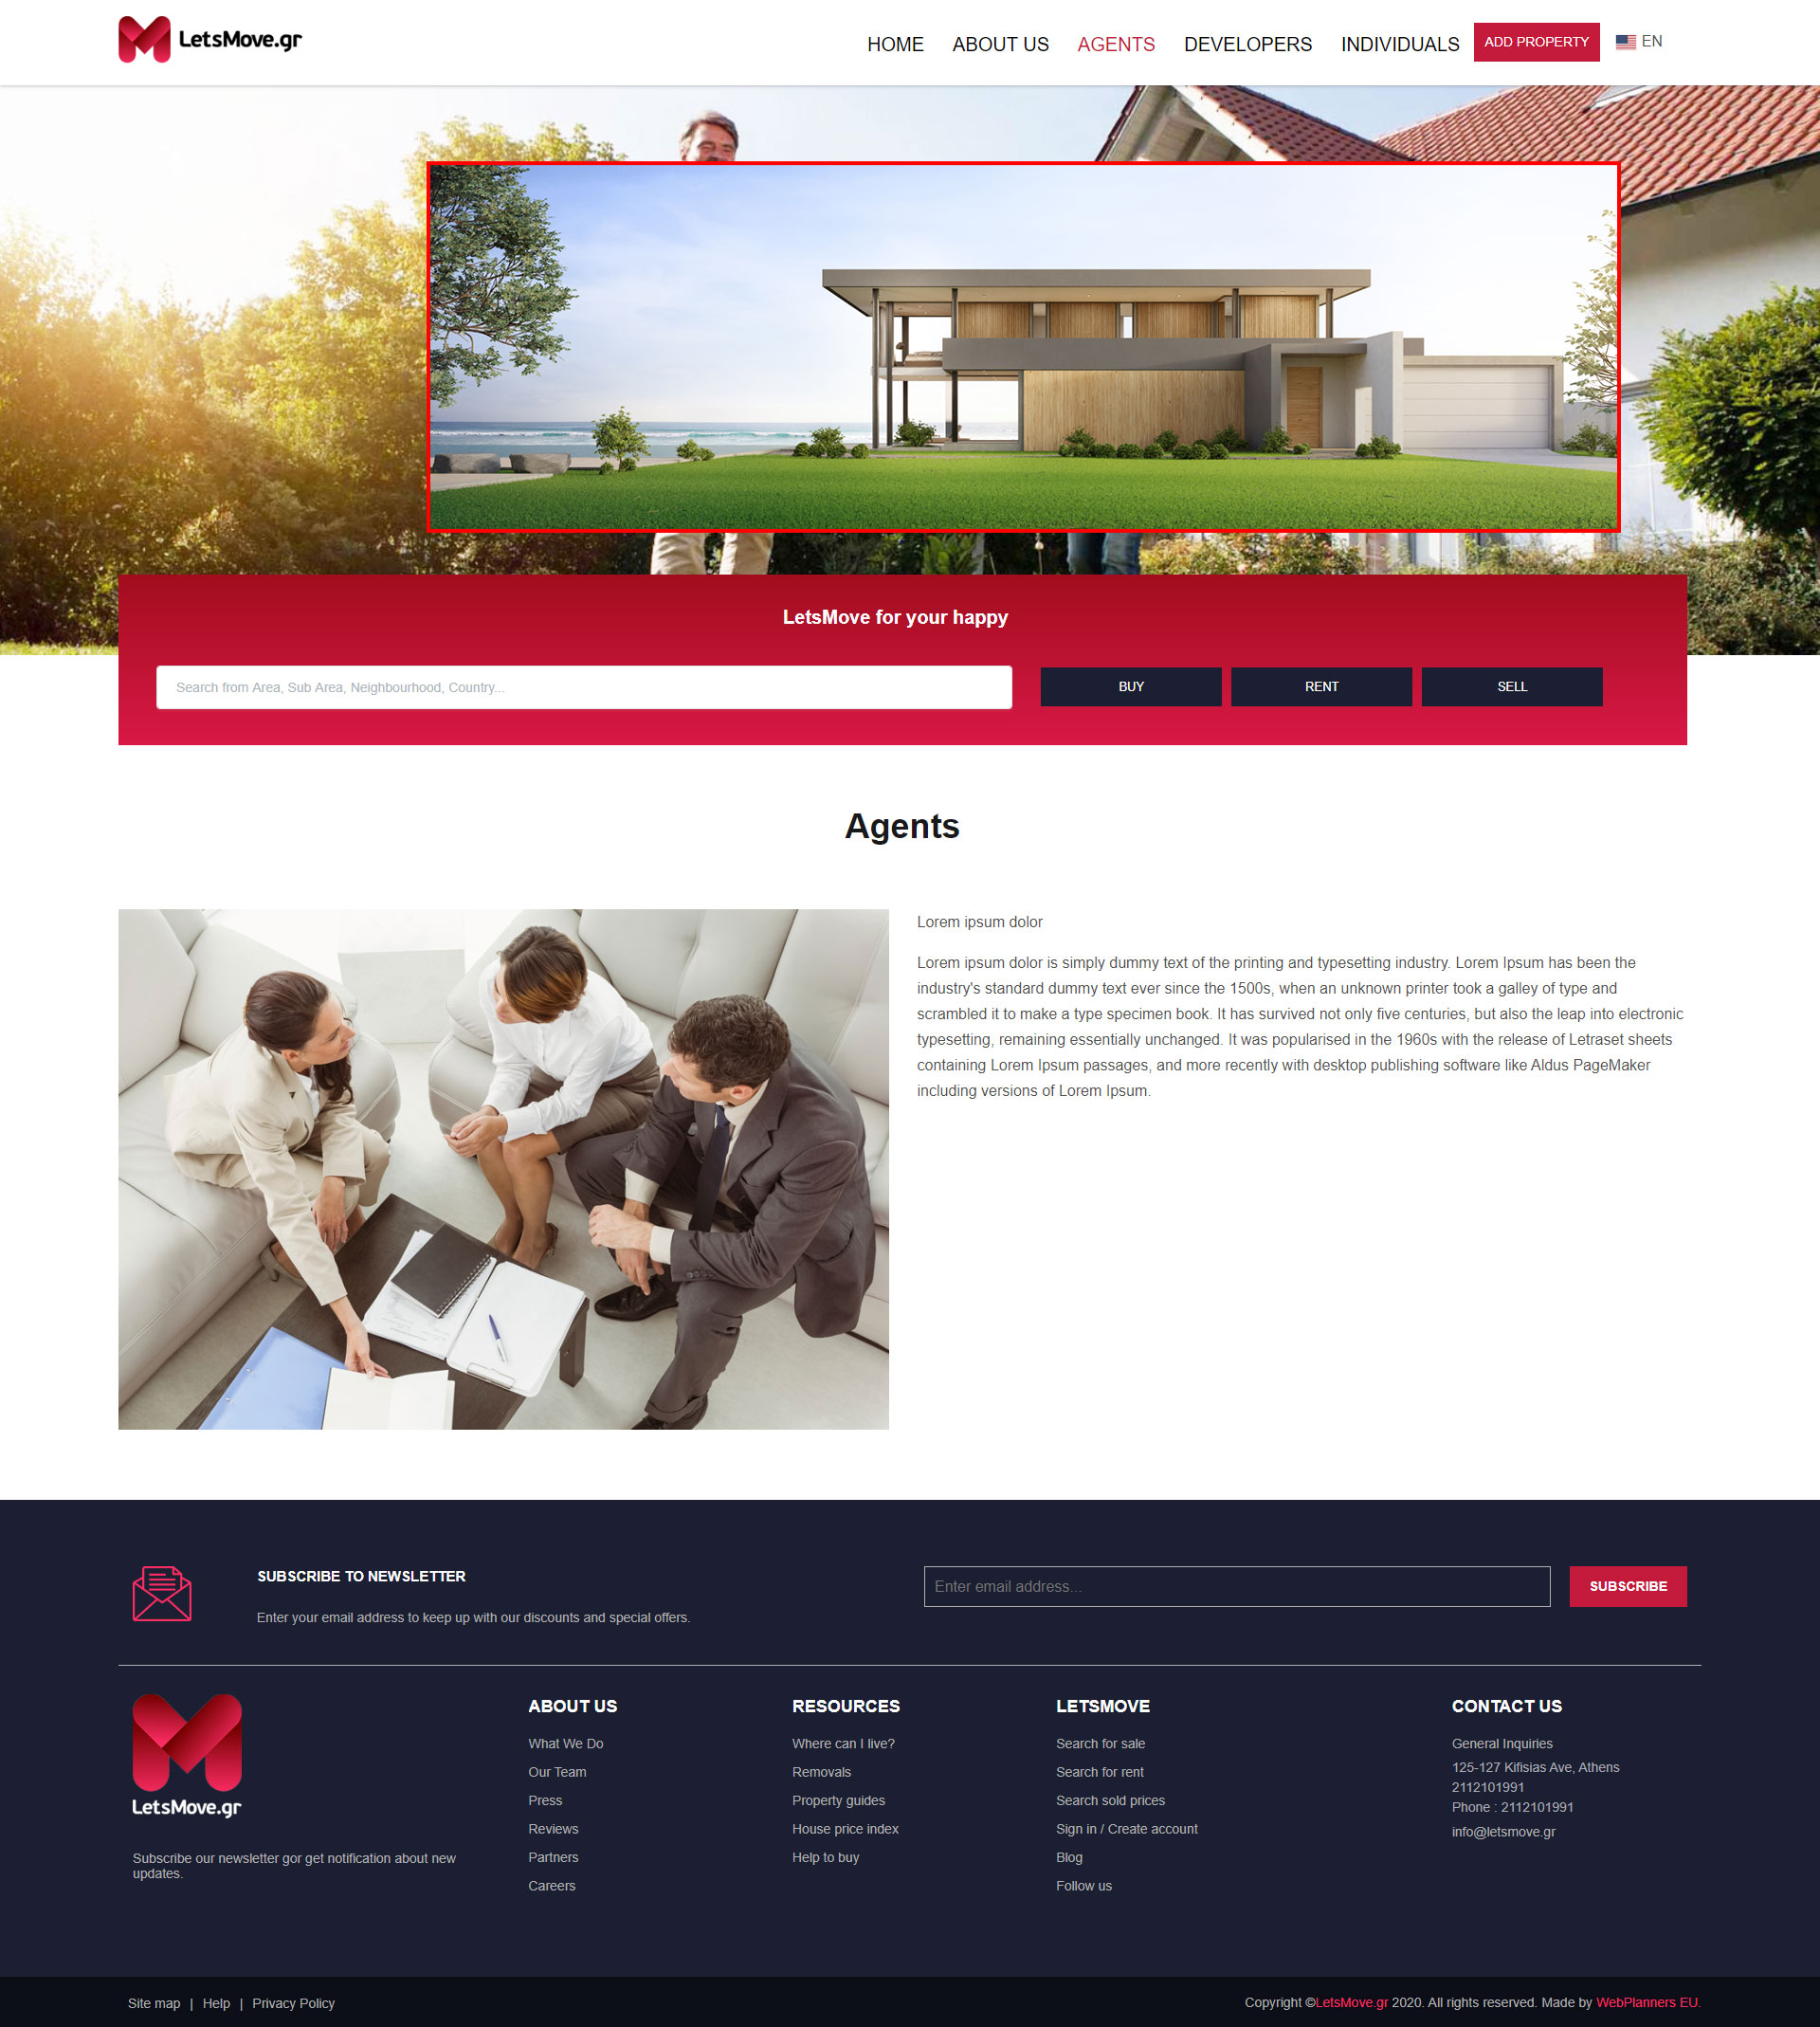 LetsMove.gr
HOME
ABOUT US
AGENTS
DEVELOPERS
INDIVIDUALS
ADD PROPERTY
EN
LetsMove for your happy
Search from Area, Sub Area, Neighbourhood, Country...
BUY
RENT
SELL
Agents
Lorem ipsum dolor
Lorem ipsum dolor is simply dummy text of the printing and typesetting industry. Lorem Ipsum has been the
industry's standard dummy text ever since the 1500s, when an unknown printer took a galley of type and
scrambled it to make a type specimen book. It has survived not only five centuries, but also the leap into electronic
typesetting, remaining essentially unchanged. It was popularised in the 1960s with the release of Letraset sheets
containing Lorem Ipsum passages, and more recently with desktop publishing software like Aldus PageMaker
including versions of Lorem Ipsum.
SUBSCRIBE TO NEWSLETTER
Enter your email address to keep up with our discounts and special offers.
Enter email address...
SUBSCRIBE
LetsMove.gr
Subscribe our newsletter gor get notification about new
updates.
ABOUT US
What We Do
Our Team
Press
Reviews
Partners
Careers
RESOURCES
Where can I live?
Removals
Property guides
House price index
Help to buy
LETSMOVE
Search for sale
Search for rent
Search sold prices
Sign in / Create account
Blog
Follow us
CONTACT US
General Inquiries
125-127 Kifisias Ave, Athens
2112101991
Phone : 2112101991
info@letsmove.gr
Site map | Help | Privacy Policy
Copyright ©LetsMove.gr 2020. All rights reserved. Made by WebPlanners EU.